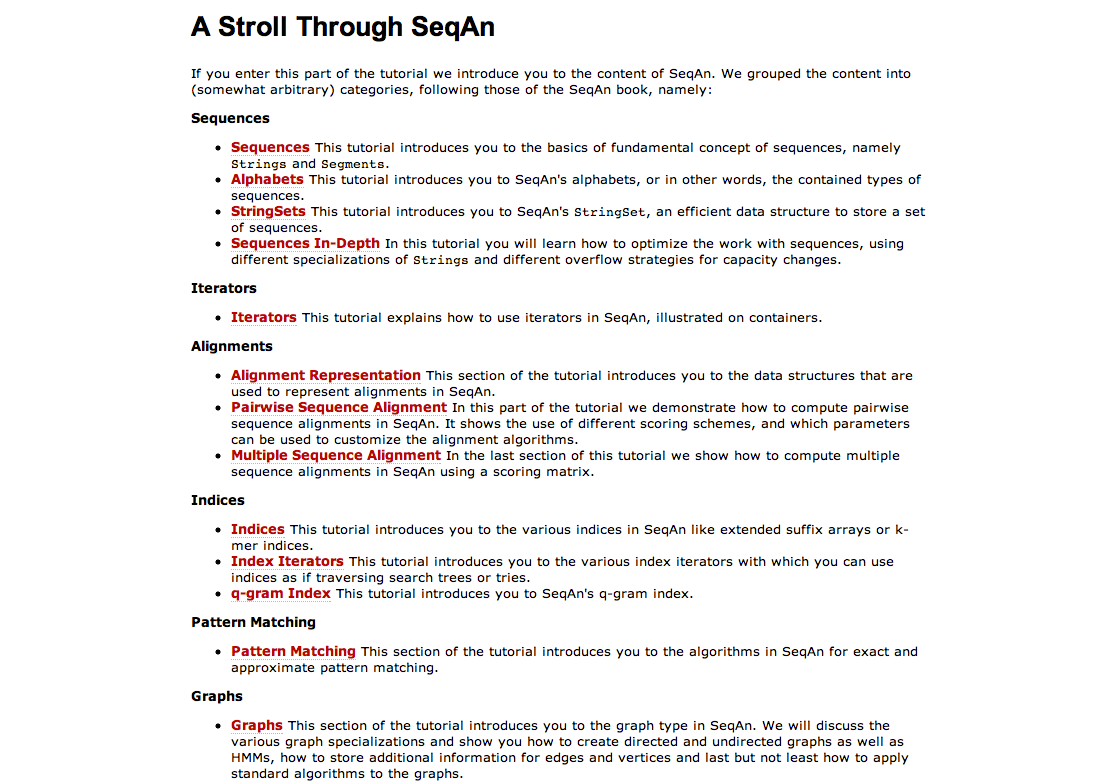 A Stroll Through SeqAn
If you enter this part of the tutorial we introduce you to the content of SeqAn. We grouped the content into
(somewhat arbitrary) categories, following those of the SeqAn book, namely:
Sequences
• Sequences This tutorial introduces you to the basics of fundamental concept of sequences, namely
Strings and Segments.
• Alphabets This tutorial introduces you to SeqAn's alphabets, or in other words, the contained types of
sequences.
• StringSets This tutorial introduces you to SeqAn's StringSet, an efficient data structure to store a set
of sequences.
• Sequences In-Depth In this tutorial you will learn how to optimize the work with sequences, using
different specializations of Strings and different overflow strategies for capacity changes.
Iterators
• Iterators This tutorial explains how to use iterators in SeqAn, illustrated on containers.
Alignments
• Alignment Representation This section of the tutorial introduces you to the data structures that are
used to represent alignments in SeqAn.
• Pairwise Sequence Alignment In this part of the tutorial we demonstrate how to compute pairwise
sequence alignments in SeqAn. It shows the use of different scoring schemes, and which parameters
can be used to customize the alignment algorithms.
• Multiple Sequence Alignment In the last section of this tutorial we show how to compute multiple
sequence alignments in SeqAn using a scoring matrix.
Indices
• Indices This tutorial introduces you to the various indices in SeqAn like extended suffix arrays or k-
mer indices.
• Index Iterators This tutorial introduces you to the various index iterators with which you can use
indices as if traversing search trees or tries.
• q-gram Index This tutorial introduces you to SeqAn's q-gram index.
Pattern Matching
• Pattern Matching This section of the tutorial introduces you to the algorithms in SeqAn for exact and
approximate pattern matching.
Graphs
• Graphs This section of the tutorial introduces you to the graph type in SeqAn. We will discuss the
various graph specializations and show you how to create directed and undirected graphs as well as
HMMs, how to store additional information for edges and vertices and last but not least how to apply
standard algorithms to the graphs.